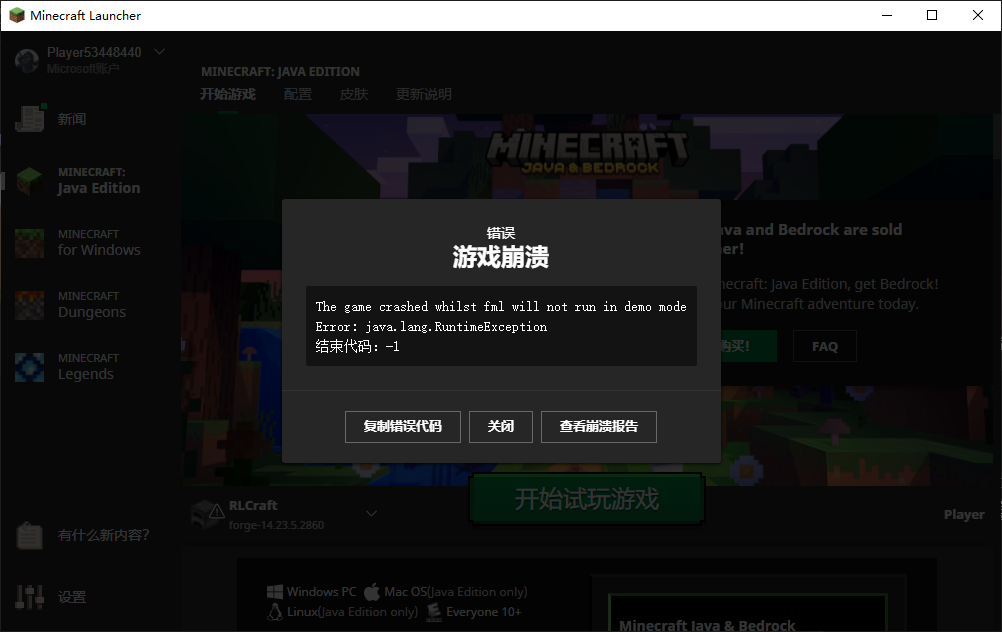 Minecraft Launcher
Player53448440
Microsoft账户
新闻
MINECRAFT:
Java Edition
MINECRAFT
for Windows
MINECRAFT
Dungeons
MINECRAFT
Legends
有什么新内容?
设置
MINECRAFT: JAVA EDITION
开始游戏 配置 皮肤 更新说明
MINECRAFT
JAVA & BEDROCK
错误
游戏崩溃
The game crashed whilst fml will not run in demo mode
Error: java.lang.RuntimeException
结束代码: -1
复制错误代码 关闭 查看崩溃报告
and Bedrock are sold
Java Edition, get Bedrock!
Minecraft adventure today.
购买! FAQ
RLCraft
forge-14.23.5.2860
开始试玩游戏
Player
Windows PC Mac OS(Java Edition only)
Linux(Java Edition only) Everyone 10+
Minecraft Java & Bedrock